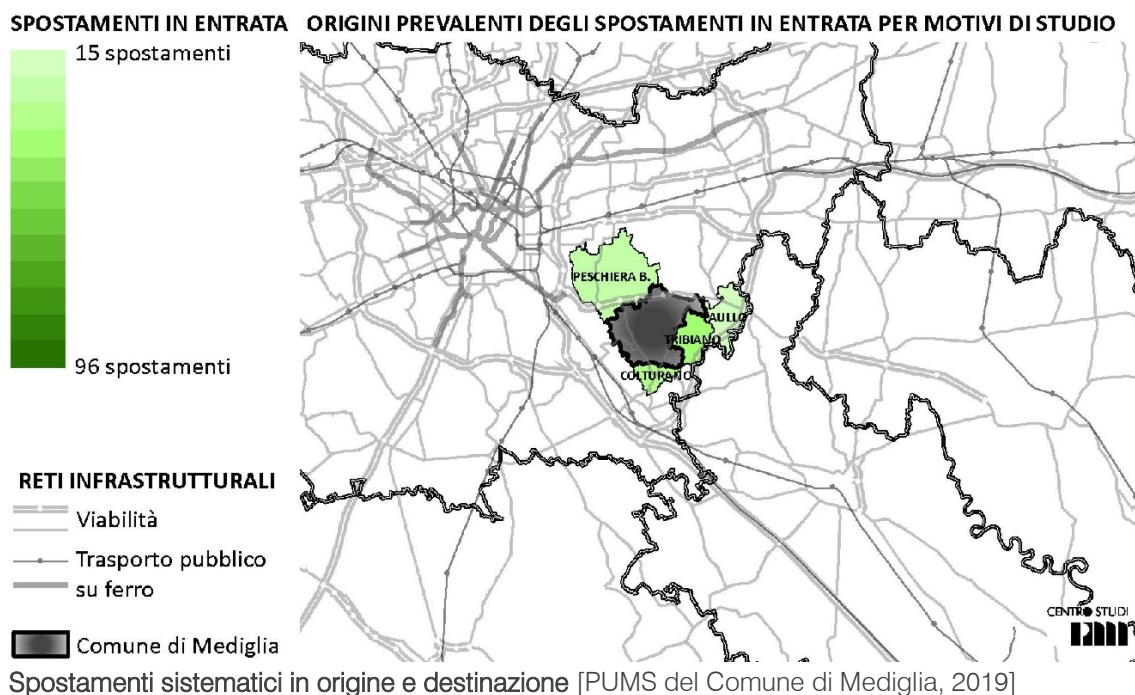 SPOSTAMENTI IN ENTRATA
15 spostamenti
96 spostamenti
RETI INFRASTRUTTURALI
Viabilità
Trasporto pubblico
su ferro
Comune di Mediglia
ORIGINI PREVALENTI DEGLI SPOSTAMENTI IN ENTRATA PER MOTIVI DI STUDIO
PESCHIERA B.
PAULLO
TRIBIANO
COLTURANO
CENTRO STUDI
PIM
Spostamenti sistematici in origine e destinazione [PUMS del Comune di Mediglia, 2019]